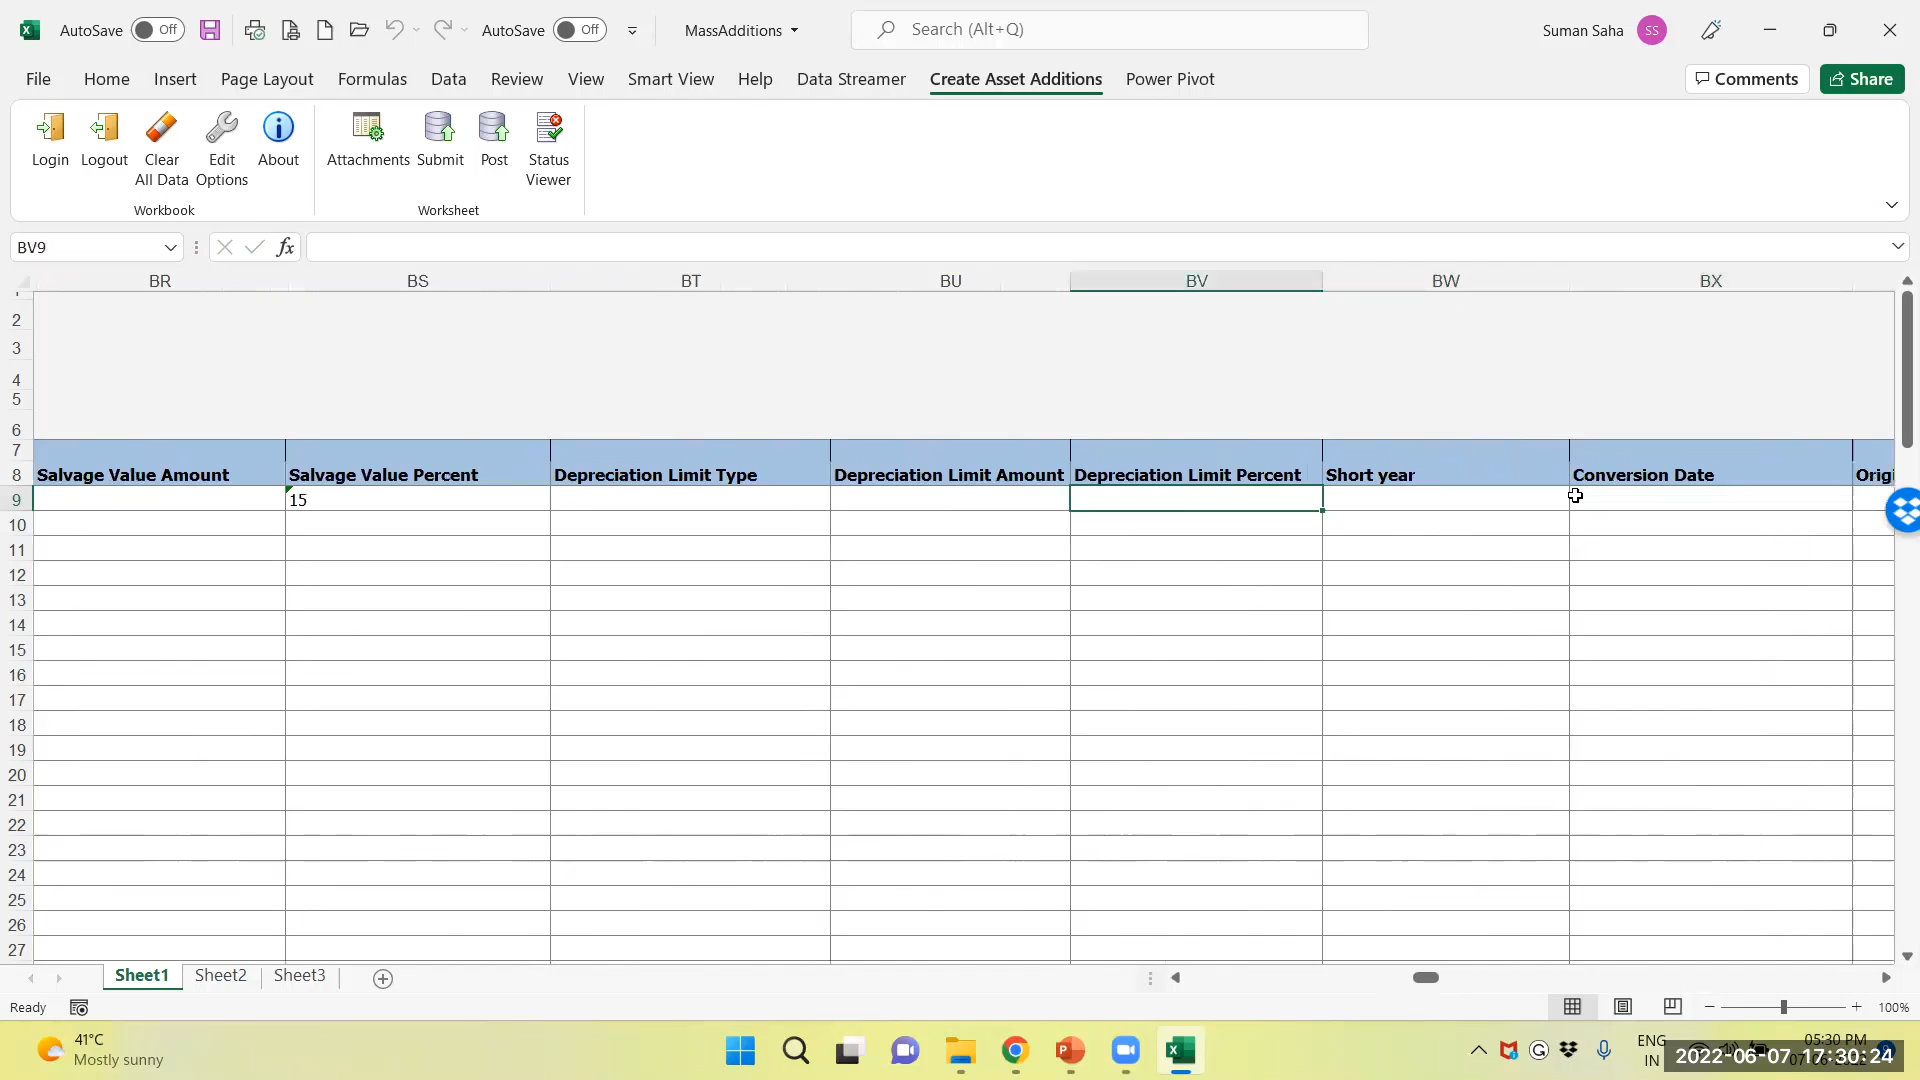 AutoSave Off AutoSave Off MassAdditions Search (Alt+Q) Suman Saha SS
File Home Insert Page Layout Formulas Data Review View Smart View Help Data Streamer Create Asset Additions Power Pivot Comments Share
Login Logout Clear All Data Edit Options About Attachments Submit Post Status Viewer
Workbook Worksheet
BV9 fx
BR BS BT BU BV BW BX
2
3
4
5
6
7
8 Salvage Value Amount Salvage Value Percent Depreciation Limit Type Depreciation Limit Amount Depreciation Limit Percent Short year Conversion Date Origi
9 15
10
11
12
13
14
15
16
17
18
19
20
21
22
23
24
25
26
27
Sheet1 Sheet2 Sheet3
Ready 100%
41°C
Mostly sunny
ENG
IN
05:30 PM
2022-06-07 17:30:24